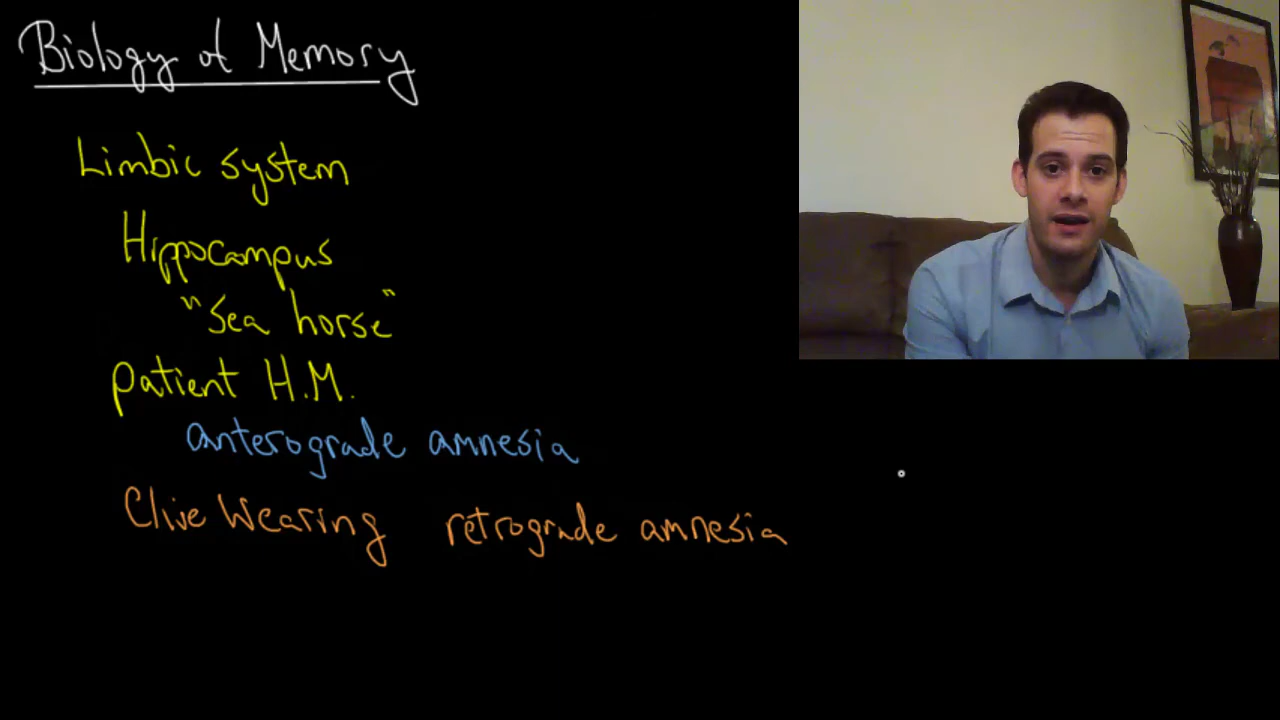 Biology of Memory
Limbic system
Hippocampus
"Sea horse"
patient H.M.
anterograde amnesia
Clive Wearing retrograde amnesia